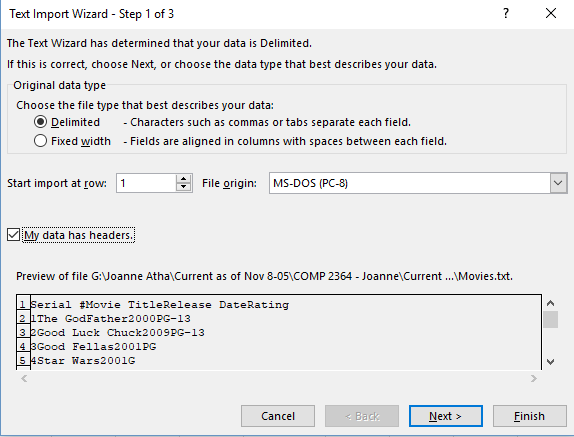 Text Import Wizard - Step 1 of 3 ?
The Text Wizard has determined that your data is Delimited.
If this is correct, choose Next, or choose the data type that best describes your data.
Original data type
Choose the file type that best describes your data:
Delimited - Characters such as commas or tabs separate each field.
Fixed width - Fields are aligned in columns with spaces between each field.
Start import at row: 1 File origin: MS-DOS (PC-8)
My data has headers.
Preview of file G:\Joanne Atha\Current as of Nov 8-05\COMP 2364 - Joanne\Current ...\Movies.txt.
1 Serial #Movie TitleRelease DateRating
2 1The GodFather2000PG-13
3 2Good Luck Chuck2009PG-13
4 3Good Fellas2001PG
5 4Star Wars2001G
Cancel < Back Next > Finish